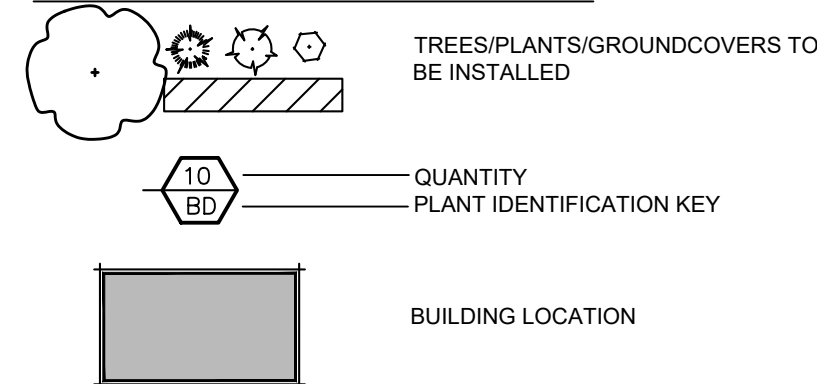 TREES/PLANTS/GROUNDCOVERS TO
BE INSTALLED
10
QUANTITY
BD
PLANT IDENTIFICATION KEY
BUILDING LOCATION